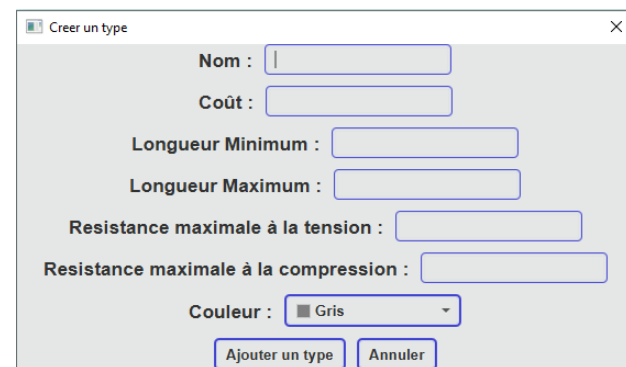 Creer un type
Nom :
Coût :
Longueur Minimum :
Longueur Maximum :
Resistance maximale à la tension :
Resistance maximale à la compression :
Couleur : Gris
Ajouter un type Annuler